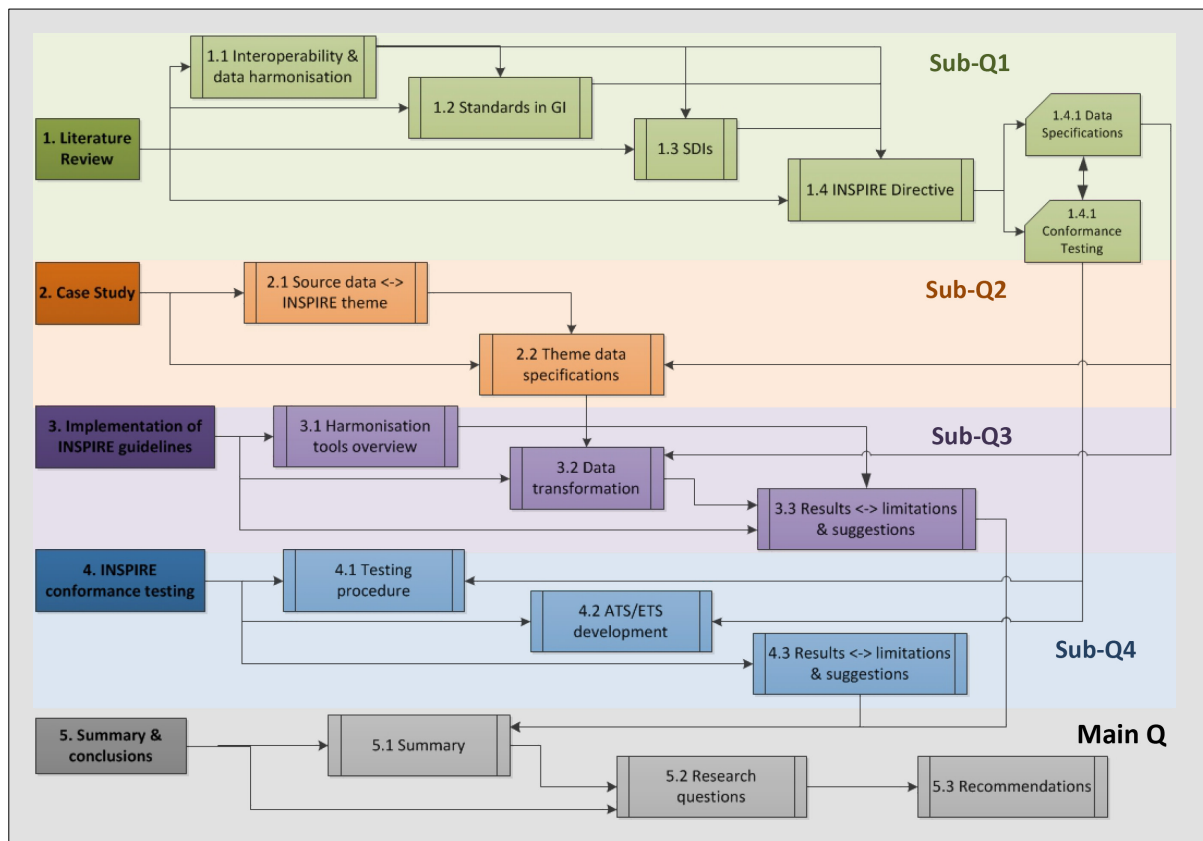 1.1 Interoperability &
data harmonisation
Sub-Q1
1.2 Standards in GI
1.4.1 Data
Specifications
1. Literature
Review
1.3 SDIs
1.4 INSPIRE Directive
1.4.1
Conformance
Testing
2. Case Study
2.1 Source data <->
INSPIRE theme
Sub-Q2
2.2 Theme data
specifications
3. Implementation of
INSPIRE guidelines
3.1 Harmonisation
tools overview
Sub-Q3
3.2 Data
transformation
3.3 Results <-> limitations
& suggestions
4. INSPIRE
conformance testing
4.1 Testing
procedure
4.2 ATS/ETS
development
4.3 Results <-> limitations
& suggestions
Sub-Q4
5. Summary &
conclusions
5.1 Summary
Main Q
5.2 Research
questions
5.3 Recommendations